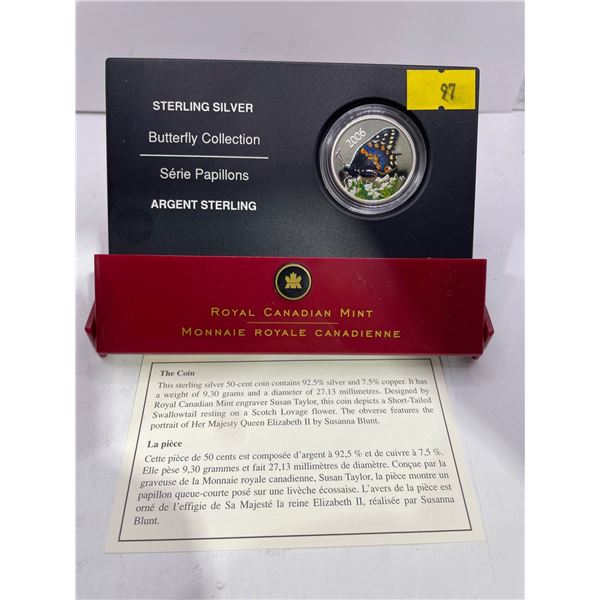 97
STERLING SILVER
Butterfly Collection
Série Papillons
ARGENT STERLING
2006
ROYAL CANADIAN MINT
MONNAIE ROYALE CANADIENNE
The Coin
This sterling silver 50-cent coin contains 92.5% silver and 7.5% copper. It has
a weight of 9.30 grams and a diameter of 27.13 millimetres. Designed by
Royal Canadian Mint engraver Susan Taylor, this coin depicts a Short-Tailed
Swallowtail resting on a Scotch Lovage flower. The obverse features the
portrait of Her Majesty Queen Elizabeth II by Susanna Blunt.
La pièce
Cette pièce de 50 cents est composée d'argent à 92,5 % et de cuivre à 7,5 %.
Elle pèse 9,30 grammes et fait 27,13 millimètres de diamètre. Conçue par la
graveuse de la Monnaie royale canadienne, Susan Taylor, la pièce montre un
papillon queue-courte posé sur une livèche écossaise. L'avers de la pièce est
orné de l'effigie de Sa Majesté la reine Elizabeth II, réalisée par Susanna
Blunt.